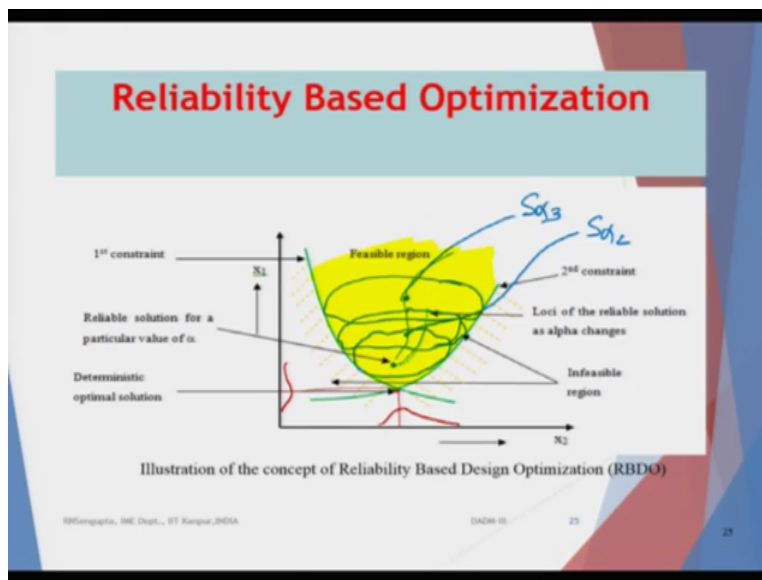 Reliability Based Optimization
Sα3
Sα2
1st constraint
Feasible region
x1
2nd constraint
Reliable solution for a
particular value of α
Loci of the reliable solution
as alpha changes
Deterministic
optimal solution
Infeasible
region
x2
Illustration of the concept of Reliability Based Design Optimization (RBDO)
RNSengupta, IME Dept., IIT Kanpur,INDIA
DADM-III
25
25